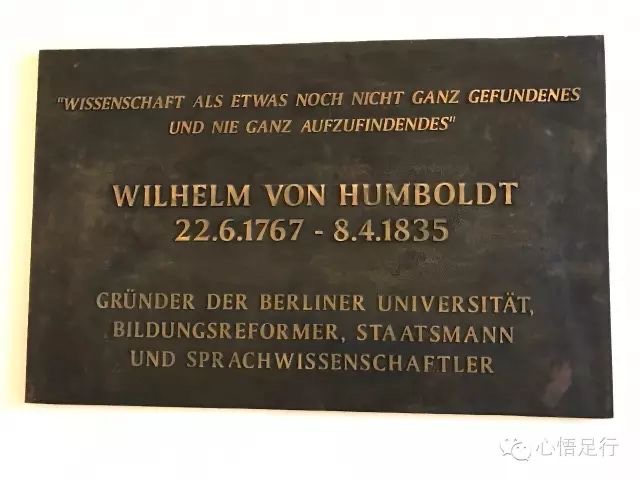 "WISSENSCHAFT ALS ETWAS NOCH NICHT GANZ GEFUNDENES
UND NIE GANZ AUFZUFINDENDES"
WILHELM VON HUMBOLDT
22.6.1767 - 8.4.1835
GRÜNDER DER BERLINER UNIVERSITÄT,
BILDUNGSREFORMER, STAATSMANN
UND SPRACHWISSENSCHAFTLER
心悟足行